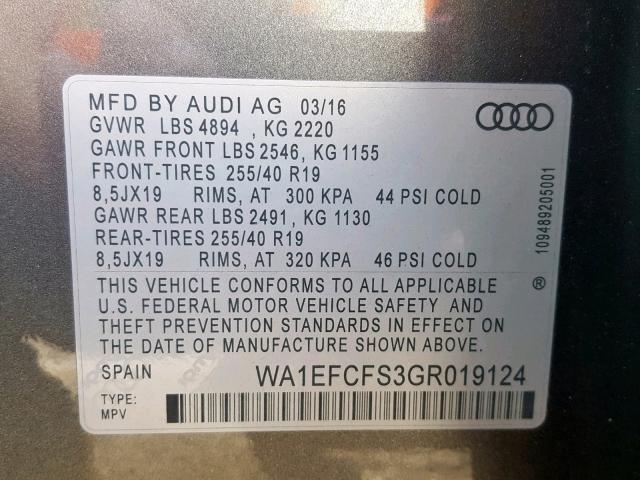 MFD BY AUDI AG 03/16
GVWR LBS 4894 , KG 2220
GAWR FRONT LBS 2546, KG 1155
FRONT-TIRES 255/40 R19
8,5JX19 RIMS, AT 300 KPA 44 PSI COLD
GAWR REAR LBS 2491, KG 1130
REAR-TIRES 255/40 R19
8,5JX19 RIMS, AT 320 KPA 46 PSI COLD
THIS VEHICLE CONFORMS TO ALL APPLICABLE
U.S. FEDERAL MOTOR VEHICLE SAFETY AND
THEFT PREVENTION STANDARDS IN EFFECT ON
THE DATE OF MANUFACTURE SHOWN ABOVE.
SPAIN WA1EFCFS3GR019124
TYPE:
MPV
109489205001
®